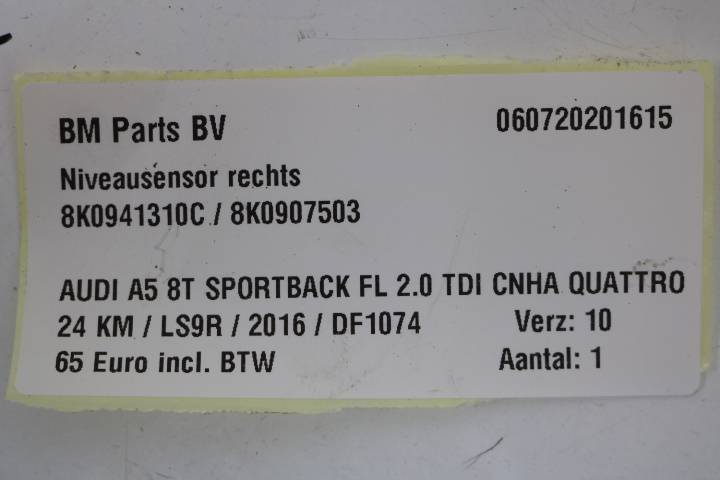 BM Parts BV 060720201615
Niveausensor rechts
8K0941310C / 8K0907503
AUDI A5 8T SPORTBACK FL 2.0 TDI CNHA QUATTRO
24 KM / LS9R / 2016 / DF1074 Verz: 10
65 Euro incl. BTW Aantal: 1